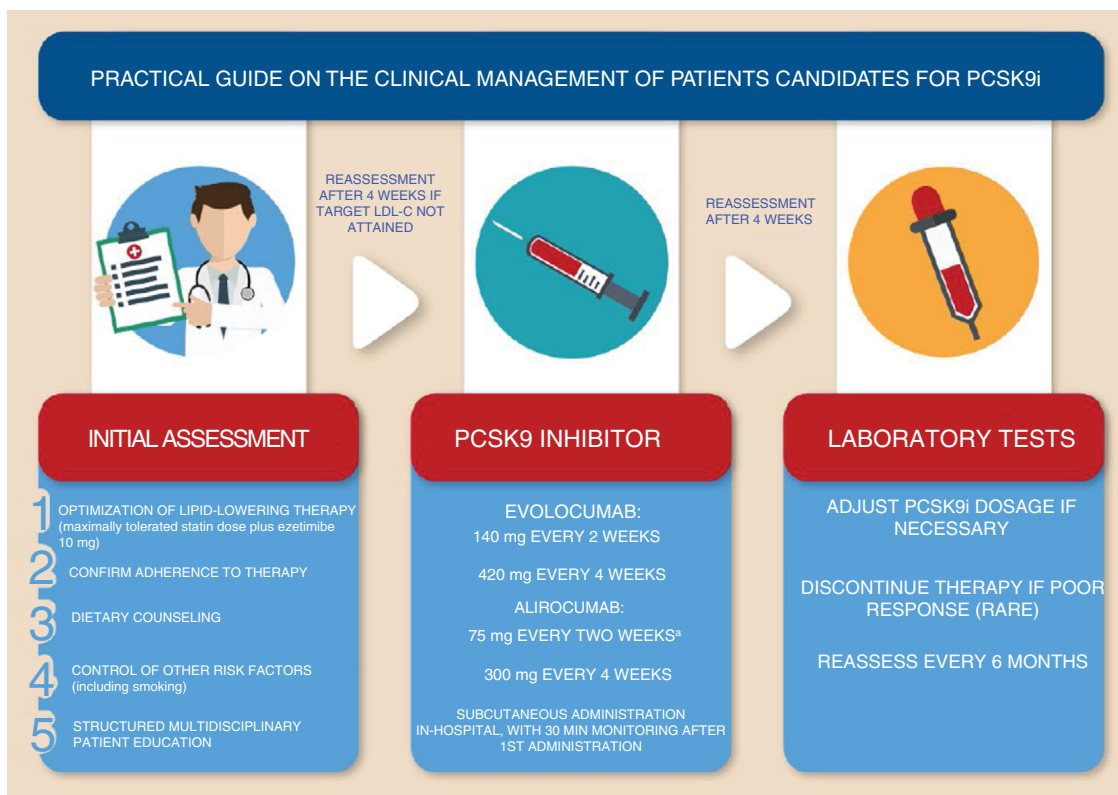 PRACTICAL GUIDE ON THE CLINICAL MANAGEMENT OF PATIENTS CANDIDATES FOR PCSK9i
REASSESSMENT
AFTER 4 WEEKS IF
TARGET LDL-C NOT
ATTAINED
REASSESSMENT
AFTER 4 WEEKS
INITIAL ASSESSMENT
1 OPTIMIZATION OF LIPID-LOWERING THERAPY
(maximally tolerated statin dose plus ezetimibe
10 mg)
2 CONFIRM ADHERENCE TO THERAPY
3 DIETARY COUNSELING
4 CONTROL OF OTHER RISK FACTORS
(including smoking)
5 STRUCTURED MULTIDISCIPLINARY
PATIENT EDUCATION
PCSK9 INHIBITOR
EVOLOCUMAB:
140 mg EVERY 2 WEEKS
420 mg EVERY 4 WEEKS
ALIROCUMAB:
75 mg EVERY TWO WEEKSª
300 mg EVERY 4 WEEKS
SUBCUTANEOUS ADMINISTRATION
IN-HOSPITAL, WITH 30 MIN MONITORING AFTER
1ST ADMINISTRATION
LABORATORY TESTS
ADJUST PCSK9i DOSAGE IF
NECESSARY
DISCONTINUE THERAPY IF POOR
RESPONSE (RARE)
REASSESS EVERY 6 MONTHS